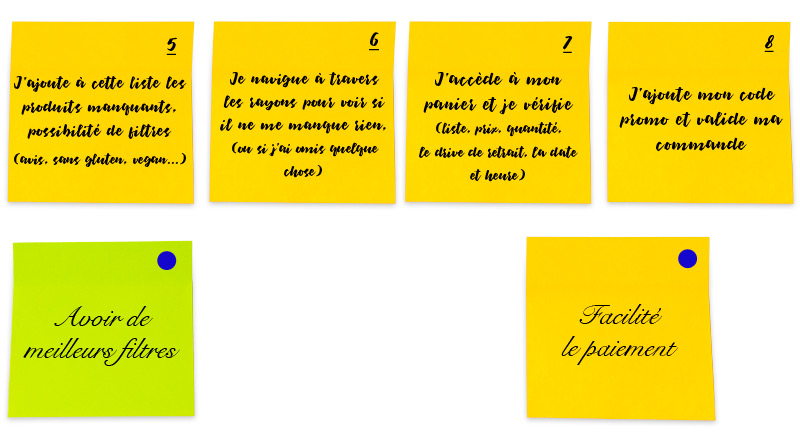 5
J'ajoute à cette liste les
produits manquants,
possibilité de filtres
(avis, sans gluten, vegan...)
6
Je navigue à travers
les rayons pour voir si
il ne me manque rien,
(ou si j'ai omis quelque
chose)
7
J'accède à mon
panier et je vérifie
(liste, prix, quantité,
le drive de retrait, la date
et heure)
8
J'ajoute mon code
promo et valide ma
commande
Avoir de
meilleurs filtres
Facilité
le paiement